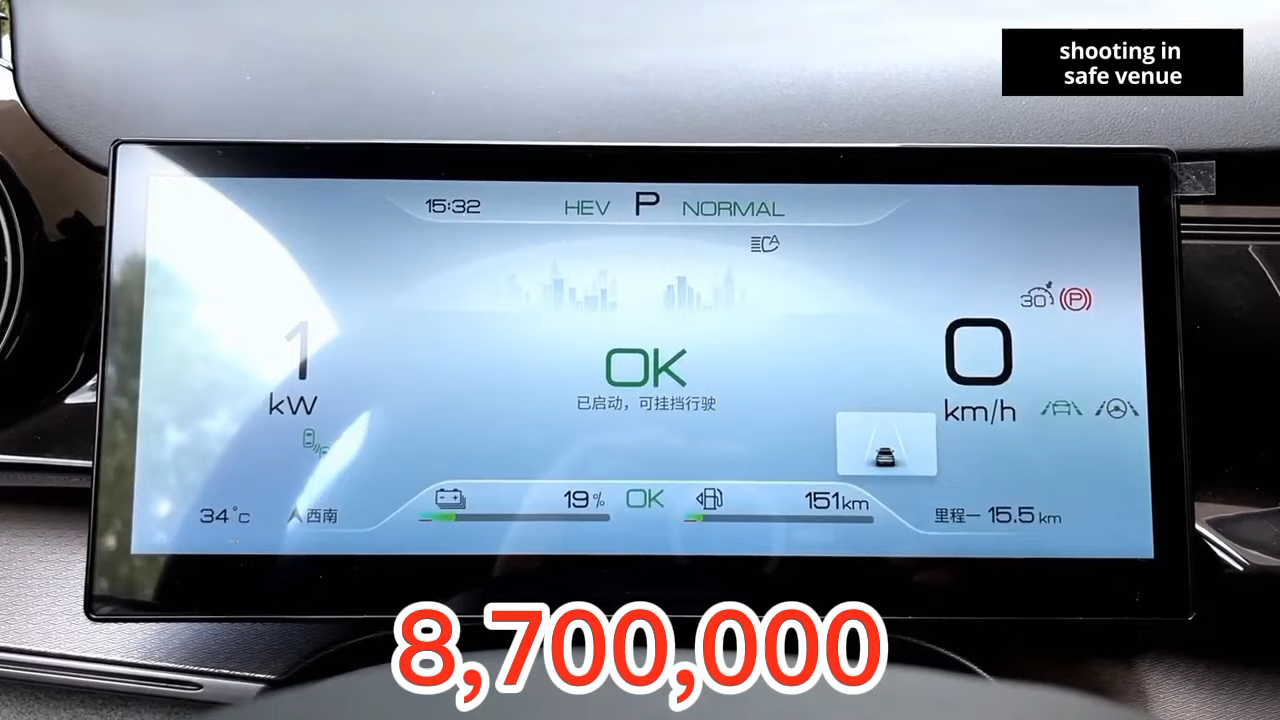 shooting in
safe venue
15:32 HEV P NORMAL
A
30 P
1
kW
OK
已启动，可挂挡行驶
0
km/h
34°c 西南
19% OK 151km
里程一 15.5 km
8,700,000